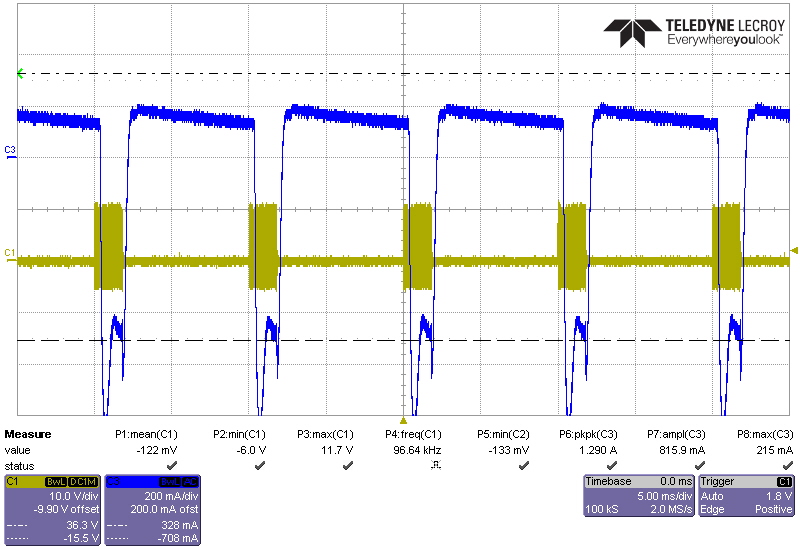 TELEDYNE LECROY
Everywhereyoulook™
C3
C1
Measure P1:mean(C1) P2:min(C1) P3:max(C1) P4:freq(C1) P5:min(C2) P6:pkpk(C3) P7:ampl(C3) P8:max(C3)
value -122 mV -6.0 V 11.7 V 96.64 kHz -133 mV 1.290 A 815.9 mA 215 mA
status
C1 BwL DC1M
10.0 V/div
-9.90 V offset
36.3 V
-15.5 V
C3 BwL AC
200 mA/div
200.0 mA ofst
328 mA
-708 mA
Timebase 0.0 ms
5.00 ms/div
100 kS 2.0 MS/s
Trigger C1
Auto 1.8 V
Edge Positive